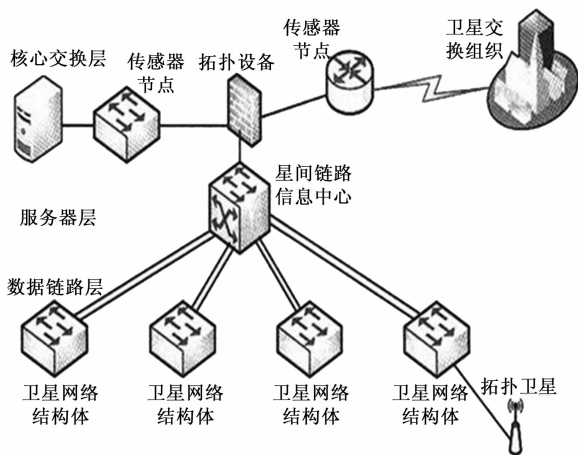 核心交换层
传感器
节点
拓扑设备
传感器
节点
卫星交
换组织
星间链路
信息中心
服务器层
数据链路层
卫星网络
结构体
卫星网络
结构体
卫星网络
结构体
卫星网络
结构体
拓扑卫星